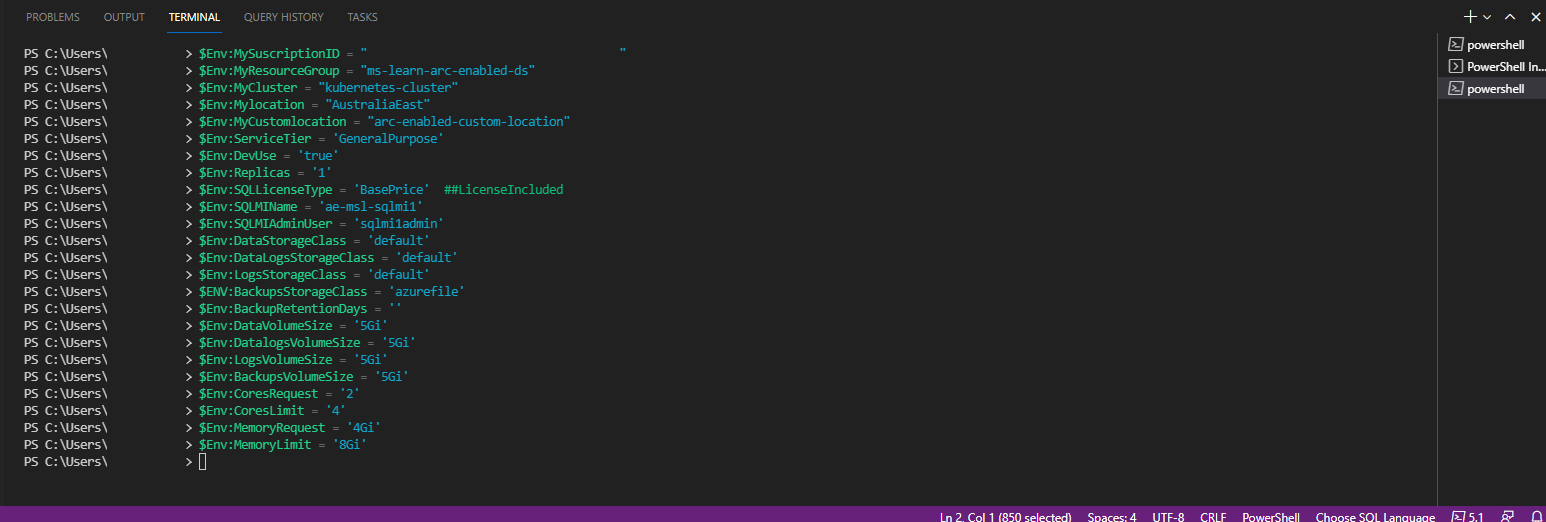 PROBLEMS OUTPUT TERMINAL QUERY HISTORY TASKS
PS C:\Users\ > $Env:MySuscriptionID = " "
PS C:\Users\ > $Env:MyResourceGroup = "ms-learn-arc-enabled-ds"
PS C:\Users\ > $Env:MyCluster = "kubernetes-cluster"
PS C:\Users\ > $Env:Mylocation = "AustraliaEast"
PS C:\Users\ > $Env:MyCustomlocation = "arc-enabled-custom-location"
PS C:\Users\ > $Env:ServiceTier = 'GeneralPurpose'
PS C:\Users\ > $Env:DevUse = 'true'
PS C:\Users\ > $Env:Replicas = '1'
PS C:\Users\ > $Env:SQLLicenseType = 'BasePrice' ##LicenseIncluded
PS C:\Users\ > $Env:SQLMIName = 'ae-msl-sqlmi1'
PS C:\Users\ > $Env:SQLMIAdminUser = 'sqlmi1admin'
PS C:\Users\ > $Env:DataStorageClass = 'default'
PS C:\Users\ > $Env:DataLogsStorageClass = 'default'
PS C:\Users\ > $Env:LogsStorageClass = 'default'
PS C:\Users\ > $ENV:BackupsStorageClass = 'azurefile'
PS C:\Users\ > $Env:BackupRetentionDays = ''
PS C:\Users\ > $Env:DataVolumeSize = '5Gi'
PS C:\Users\ > $Env:DatalogsVolumeSize = '5Gi'
PS C:\Users\ > $Env:LogsVolumeSize = '5Gi'
PS C:\Users\ > $Env:BackupsVolumeSize = '5Gi'
PS C:\Users\ > $Env:CoresRequest = '2'
PS C:\Users\ > $Env:CoresLimit = '4'
PS C:\Users\ > $Env:MemoryRequest = '4Gi'
PS C:\Users\ > $Env:MemoryLimit = '8Gi'
PS C:\Users\ >
powershell
PowerShell In...
powershell
Ln 2, Col 1 (850 selected) Spaces: 4 UTF-8 CRLF PowerShell Choose SQL Language 5.1